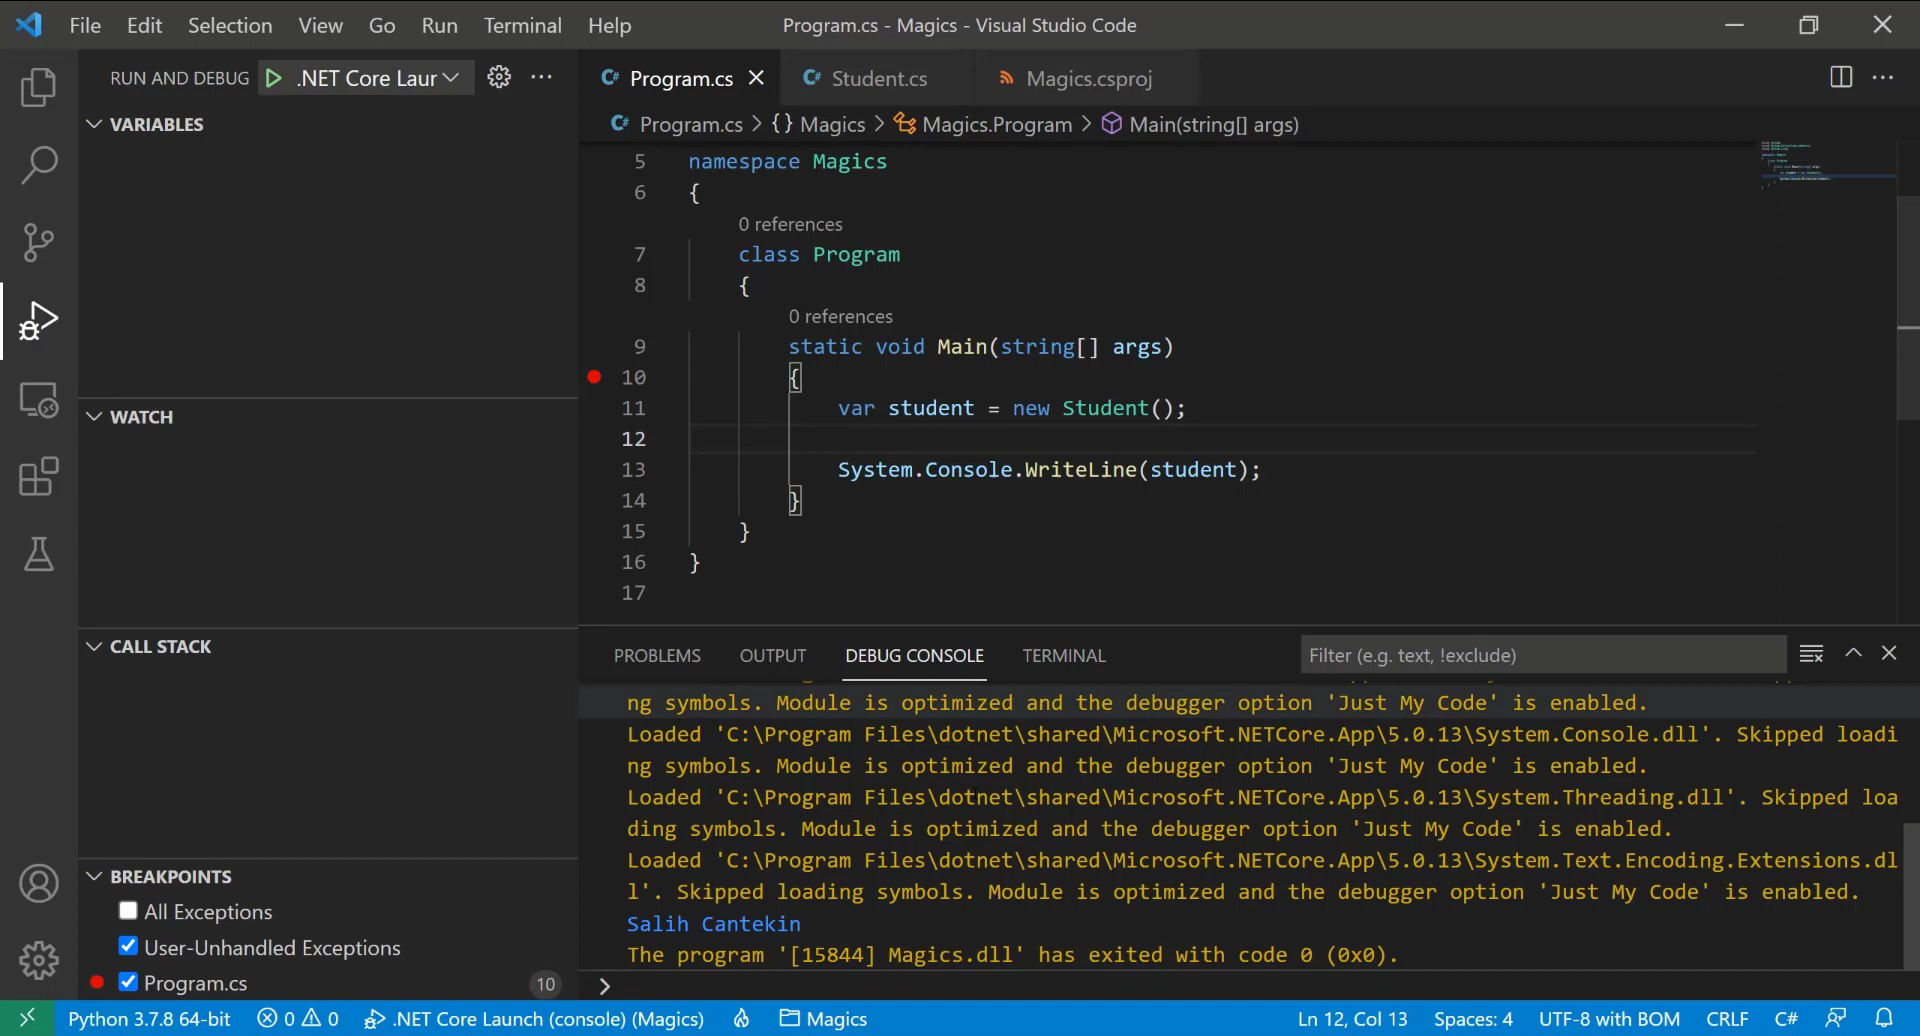 File Edit Selection View Go Run Terminal Help Program.cs - Magics - Visual Studio Code
RUN AND DEBUG .NET Core Laur
Program.cs Student.cs Magics.csproj
VARIABLES
Program.cs > {} Magics > Magics.Program > Main(string[] args)
5 namespace Magics
6 {
0 references
7 class Program
8 {
0 references
9 static void Main(string[] args)
10 {
11 var student = new Student();
12
13 System.Console.WriteLine(student);
14 }
15 }
16 }
17
WATCH
CALL STACK
BREAKPOINTS
All Exceptions
User-Unhandled Exceptions
Program.cs 10
PROBLEMS OUTPUT DEBUG CONSOLE TERMINAL Filter (e.g. text, !exclude)
ng symbols. Module is optimized and the debugger option 'Just My Code' is enabled.
Loaded 'C:\Program Files\dotnet\shared\Microsoft.NETCore.App\5.0.13\System.Console.dll'. Skipped loadi
ng symbols. Module is optimized and the debugger option 'Just My Code' is enabled.
Loaded 'C:\Program Files\dotnet\shared\Microsoft.NETCore.App\5.0.13\System.Threading.dll'. Skipped loa
ding symbols. Module is optimized and the debugger option 'Just My Code' is enabled.
Loaded 'C:\Program Files\dotnet\shared\Microsoft.NETCore.App\5.0.13\System.Text.Encoding.Extensions.dl
l'. Skipped loading symbols. Module is optimized and the debugger option 'Just My Code' is enabled.
Salih Cantekin
The program '[15844] Magics.dll' has exited with code 0 (0x0).
>
Python 3.7.8 64-bit 0 0 .NET Core Launch (console) (Magics) Magics Ln 12, Col 13 Spaces: 4 UTF-8 with BOM CRLF C#